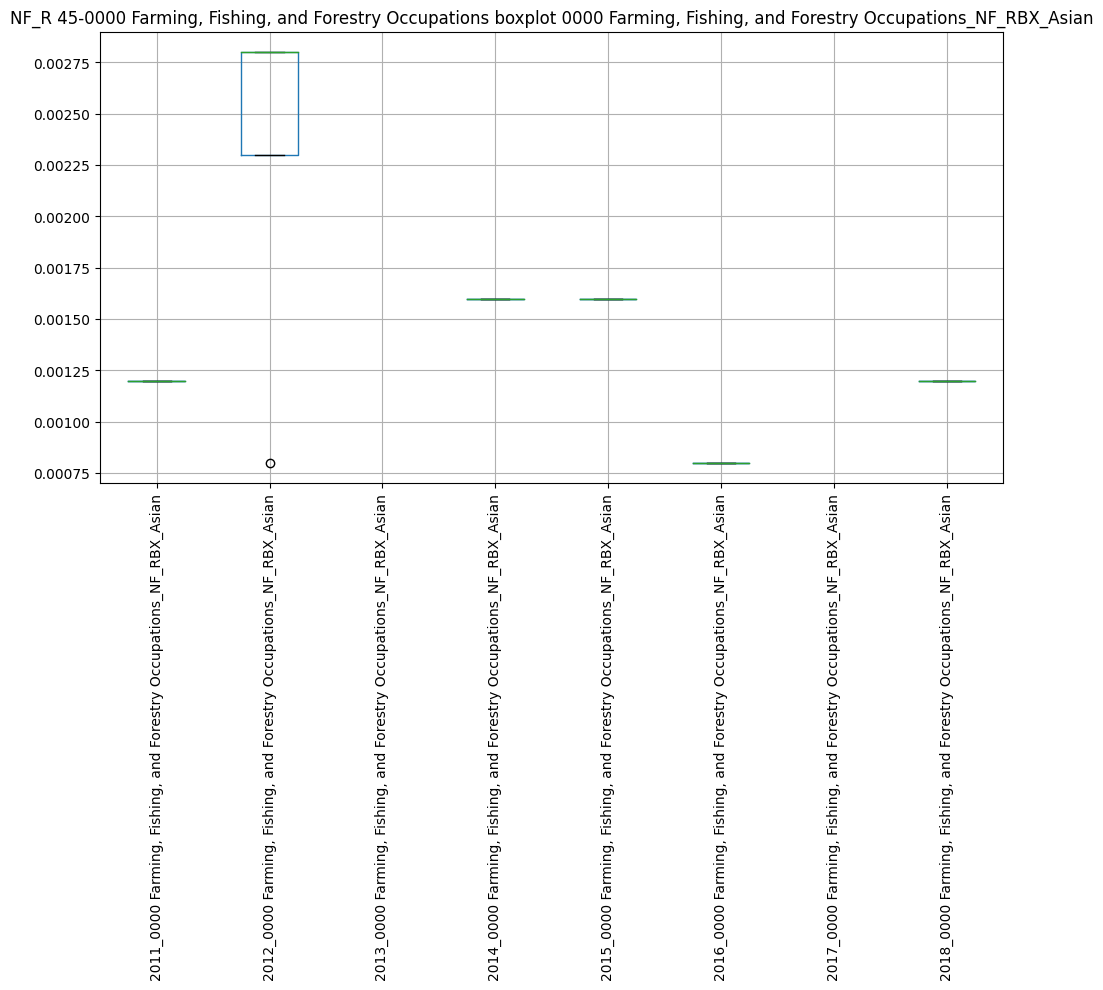 NF_R 45-0000 Farming, Fishing, and Forestry Occupations boxplot 0000 Farming, Fishing, and Forestry Occupations_NF_RBX_Asian
0.00275
0.00250
0.00225
0.00200
0.00175
0.00150
0.00125
0.00100
0.00075
2011_0000 Farming, Fishing, and Forestry Occupations_NF_RBX_Asian
2012_0000 Farming, Fishing, and Forestry Occupations_NF_RBX_Asian
2013_0000 Farming, Fishing, and Forestry Occupations_NF_RBX_Asian
2014_0000 Farming, Fishing, and Forestry Occupations_NF_RBX_Asian
2015_0000 Farming, Fishing, and Forestry Occupations_NF_RBX_Asian
2016_0000 Farming, Fishing, and Forestry Occupations_NF_RBX_Asian
2017_0000 Farming, Fishing, and Forestry Occupations_NF_RBX_Asian
2018_0000 Farming, Fishing, and Forestry Occupations_NF_RBX_Asian